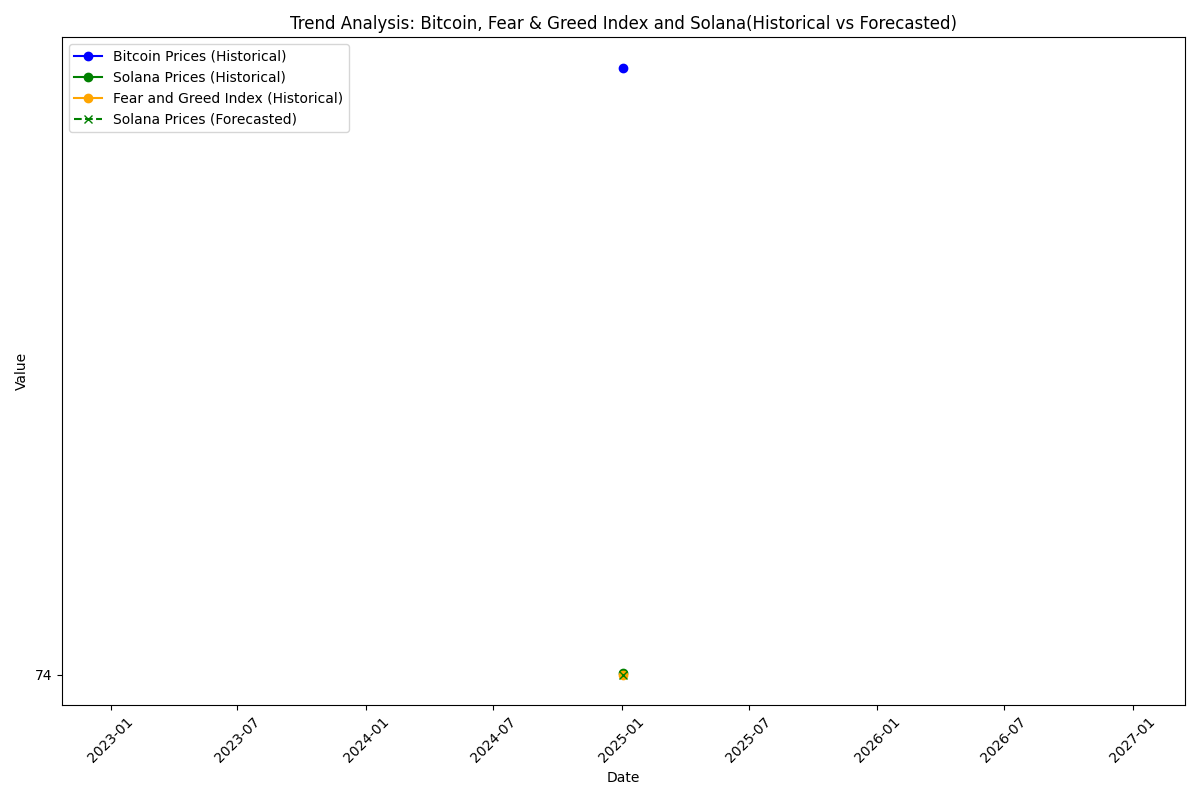 Trend Analysis: Bitcoin, Fear & Greed Index and Solana(Historical vs Forecasted)
Bitcoin Prices (Historical)
Solana Prices (Historical)
Fear and Greed Index (Historical)
Solana Prices (Forecasted)
Value
74
2023-01
2023-07
2024-01
2024-07
2025-01
2025-07
2026-01
2026-07
2027-01
Date